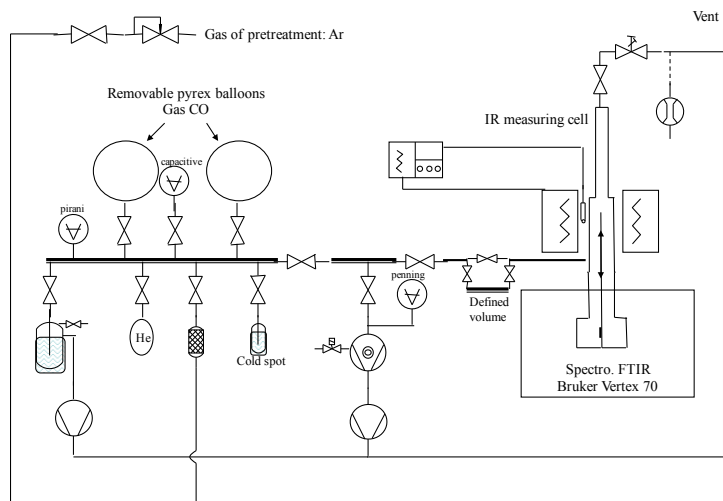 Vent
Gas of pretreatment: Ar
Removable pyrex balloons
Gas CO
IR measuring cell
capacitive
pirani
penning
Defined
volume
He
Cold spot
Spectro. FTIR
Bruker Vertex 70